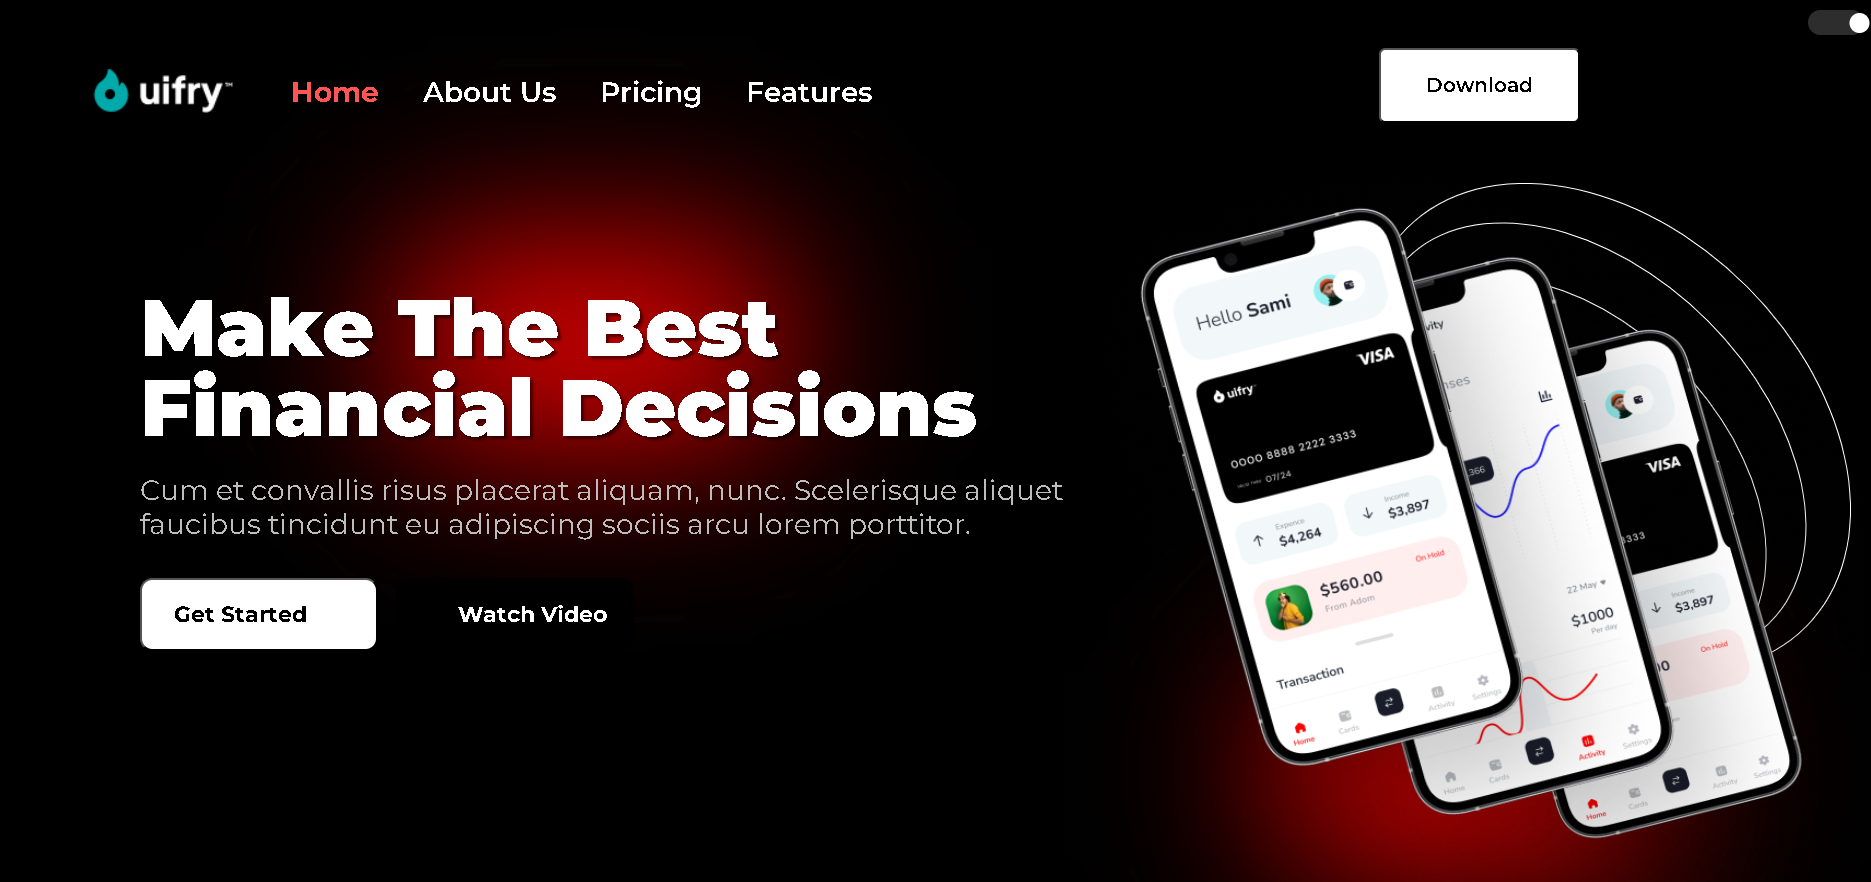 uifry™
Home
About Us
Pricing
Features
Download
Make The Best
Financial Decisions
Cum et convallis risus placerat aliquam, nunc. Scelerisque aliquet
faucibus tincidunt eu adipiscing sociis arcu lorem porttitor.
Get Started
Watch Video
Hello Sami
VISA
uifry
0000 8888 2222 3333
VALID THRU 07/24
Expence
$4,264
Income
$3,897
On Hold
$560.00
From Adom
Transaction
Home
Cards
Activity
Settings
22 May
$1000
Per day
Home
Cards
Activity
Settings
VISA
3333
Income
$3,897
On Hold
Home
Cards
Activity
Settings